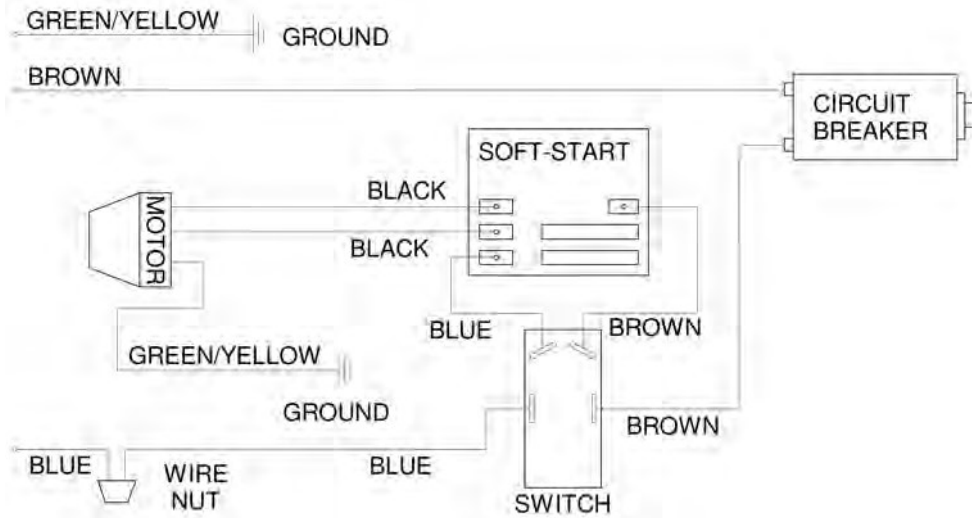 GREEN/YELLOW
GROUND
BROWN
CIRCUIT
BREAKER
SOFT-START
BLACK
MOTOR
BLACK
BLUE
BROWN
GREEN/YELLOW
GROUND
BROWN
BLUE
WIRE
NUT
BLUE
SWITCH